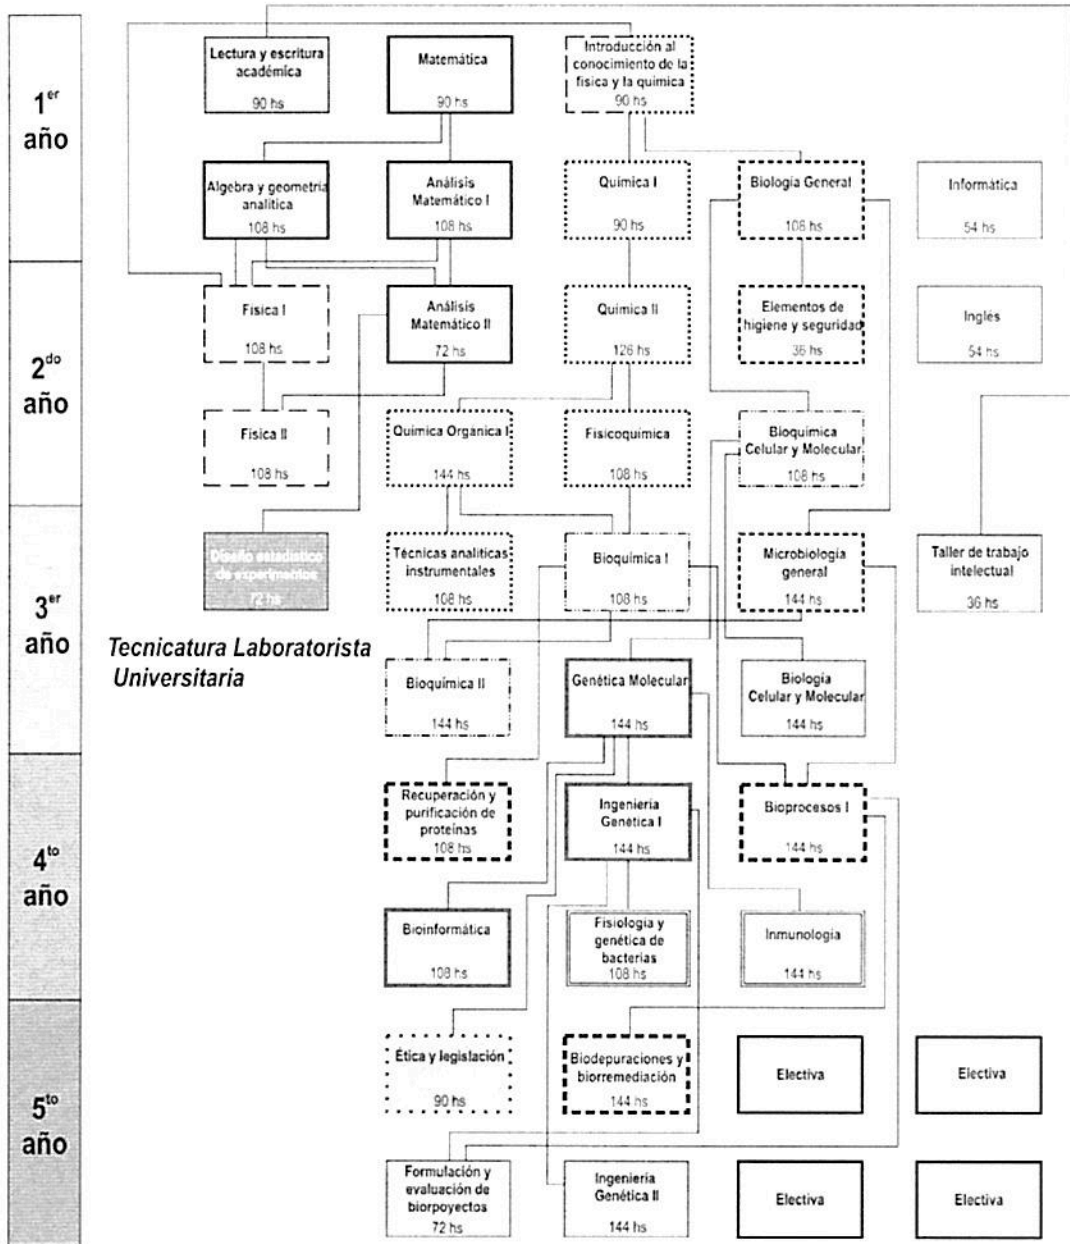 1er
año
Lectura y escritura
académica
90 hs
Matemática
90 hs
Introducción al
conocimiento de la
física y la química
90 hs
Algebra y geometría
analítica
108 hs
Análisis
Matemático I
108 hs
Química I
90 hs
Biología General
108 hs
Informática
54 hs
2do
año
Física I
108 hs
Análisis
Matemático II
72 hs
Química II
126 hs
Elementos de
higiene y seguridad
36 hs
Inglés
54 hs
Física II
108 hs
Química Orgánica I
144 hs
Fisicoquímica
108 hs
Bioquímica
Celular y Molecular
108 hs
3er
año
Diseño estadístico
de experimentos
72 hs
Técnicas analíticas
instrumentales
108 hs
Bioquímica I
108 hs
Microbiología
general
144 hs
Taller de trabajo
intelectual
36 hs
Tecnicatura Laboratorista
Universitaria
Bioquímica II
144 hs
Genética Molecular
144 hs
Biología
Celular y Molecular
144 hs
4to
año
Recuperación y
purificación de
proteínas
108 hs
Ingeniería
Genética I
144 hs
Bioprocesos I
144 hs
Bioinformática
108 hs
Fisiología y
genética de
bacterias
108 hs
Inmunología
144 hs
5to
año
Ética y legislación
90 hs
Biodepuraciones y
biorremediación
144 hs
Electiva
Electiva
Formulación y
evaluación de
biorpoyectos
72 hs
Ingeniería
Genética II
144 hs
Electiva
Electiva